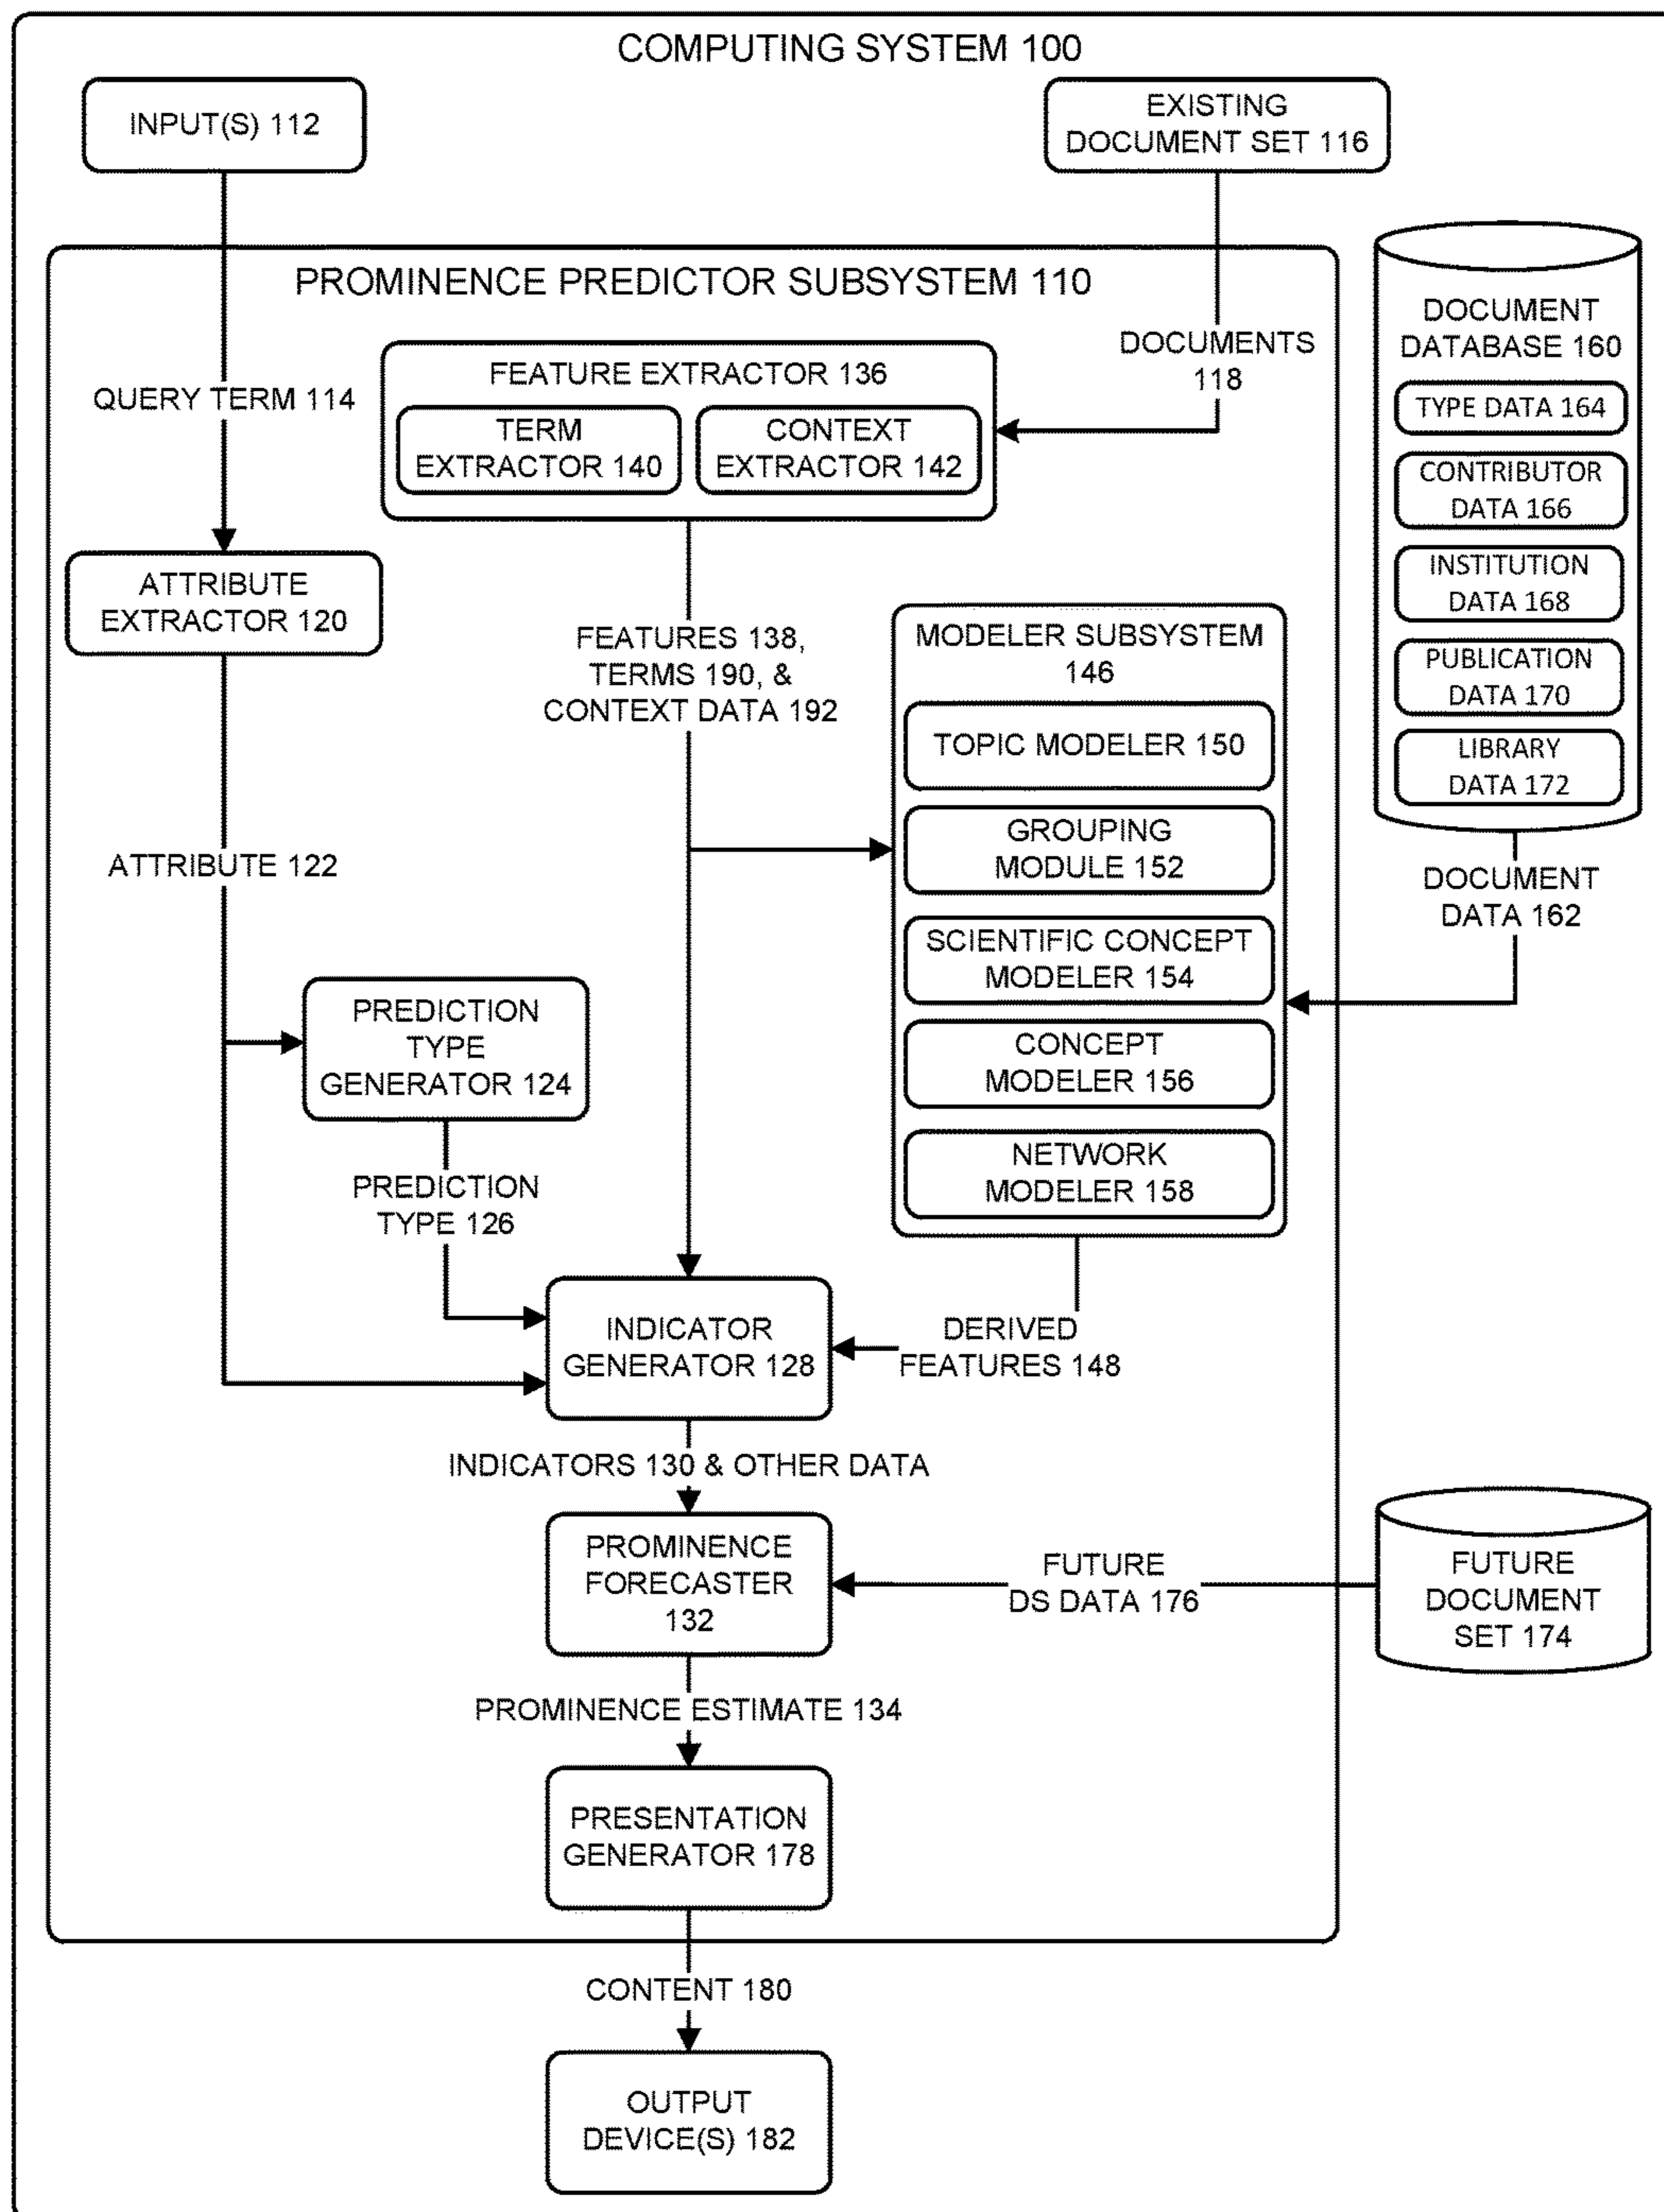 COMPUTING SYSTEM 100
INPUT(S) 112
EXISTING
DOCUMENT SET 116
PROMINENCE PREDICTOR SUBSYSTEM 110
QUERY TERM 114
FEATURE EXTRACTOR 136
TERM
EXTRACTOR 140
CONTEXT
EXTRACTOR 142
DOCUMENTS
118
DOCUMENT
DATABASE 160
TYPE DATA 164
CONTRIBUTOR
DATA 166
INSTITUTION
DATA 168
PUBLICATION
DATA 170
LIBRARY
DATA 172
ATTRIBUTE
EXTRACTOR 120
FEATURES 138,
TERMS 190, &
CONTEXT DATA 192
MODELER SUBSYSTEM
146
TOPIC MODELER 150
GROUPING
MODULE 152
SCIENTIFIC CONCEPT
MODELER 154
CONCEPT
MODELER 156
NETWORK
MODELER 158
DOCUMENT
DATA 162
ATTRIBUTE 122
PREDICTION
TYPE
GENERATOR 124
PREDICTION
TYPE 126
INDICATOR
GENERATOR 128
DERIVED
FEATURES 148
INDICATORS 130 & OTHER DATA
PROMINENCE
FORECASTER
132
FUTURE
DS DATA 176
FUTURE
DOCUMENT
SET 174
PROMINENCE ESTIMATE 134
PRESENTATION
GENERATOR 178
CONTENT 180
OUTPUT
DEVICE(S) 182